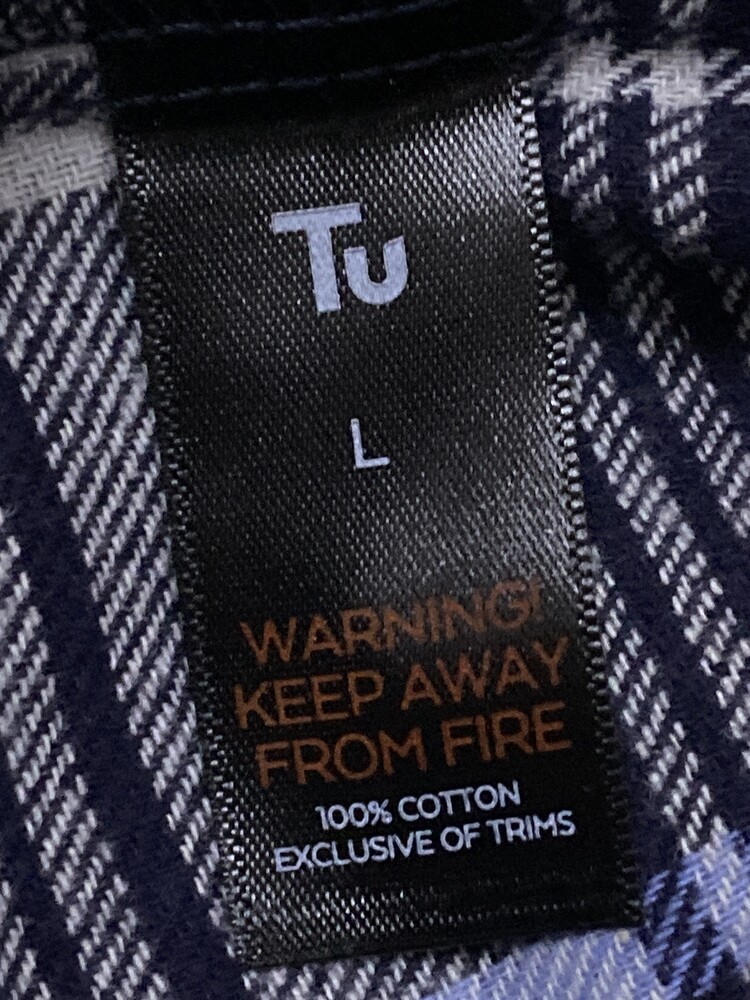 Tu
L
WARNING!
KEEP AWAY
FROM FIRE
100% COTTON
EXCLUSIVE OF TRIMS